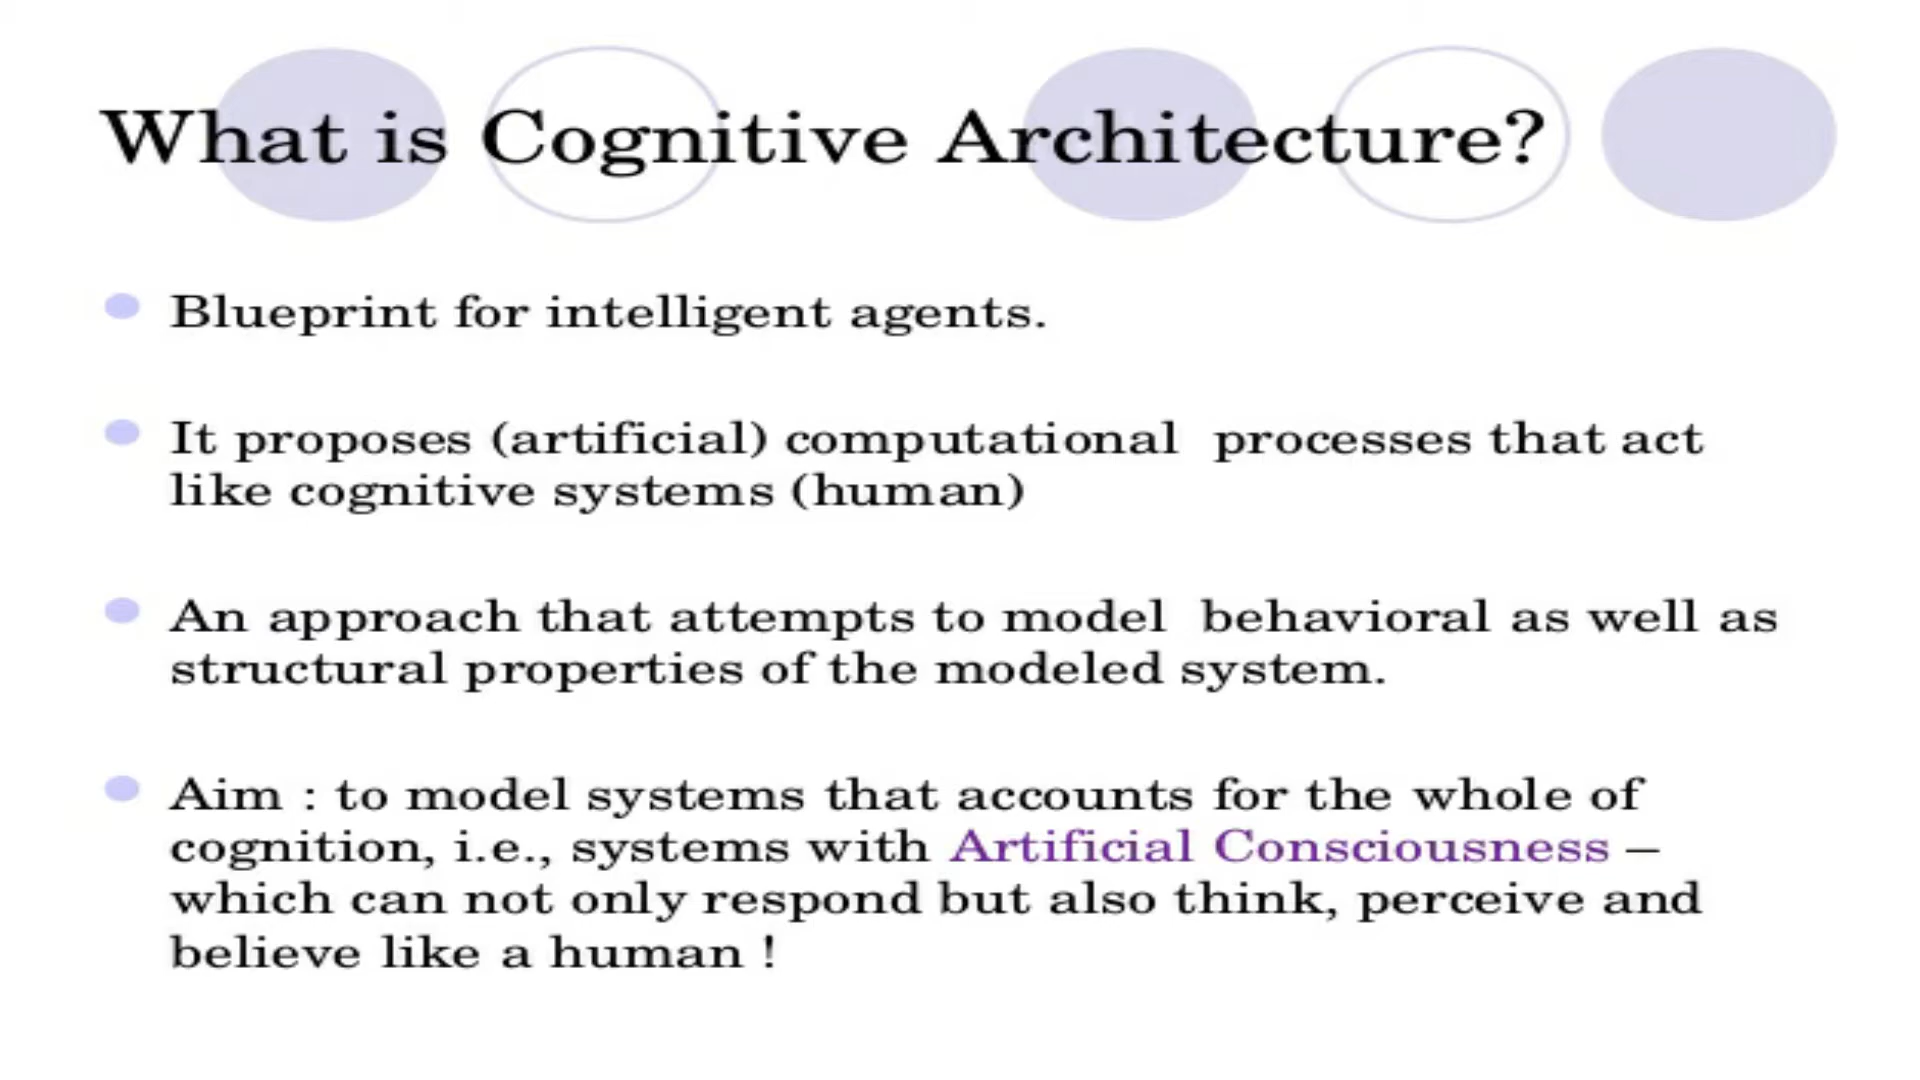 What is Cognitive Architecture?
Blueprint for intelligent agents.
It proposes (artificial) computational processes that act
like cognitive systems (human)
An approach that attempts to model behavioral as well as
structural properties of the modeled system.
Aim : to model systems that accounts for the whole of
cognition, i.e., systems with Artificial Consciousness –
which can not only respond but also think, perceive and
believe like a human !